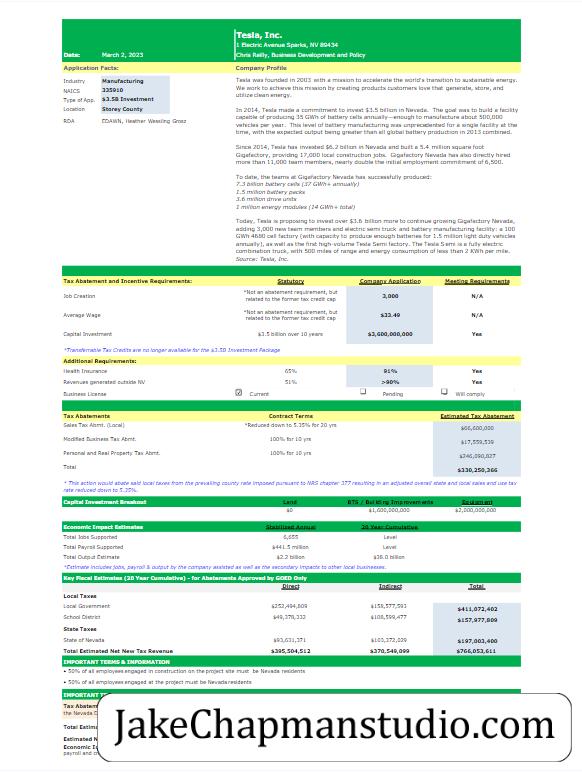 Tesla, Inc.
1 Electric Avenue Sparks, NV 89434
Date: March 2, 2023 Chris Reilly, Business Development and Policy
Application Facts: Company Profile
Industry Manufacturing
NAICS 335910
Type of App. $3.5B Investment
Location Storey County
RDA EDAWN, Heather Wessling Grosz
Tesla was founded in 2003 with a mission to accelerate the world's transition to sustainable energy.
We work to achieve this mission by creating products customers love that generate, store, and
utilize clean energy.
In 2014, Tesla made a commitment to invest $3.5 billion in Nevada. The goal was to build a facility
capable of producing 35 GWh of battery cells annually—enough to manufacture about 500,000
vehicles per year. This level of battery manufacturing was unprecedented for a single facility at the
time, with the expected output being greater than all global battery production in 2013 combined.
Since 2014, Tesla has invested $6.2 billion in Nevada and built a 5.4 million square foot
Gigafactory, providing 17,000 local construction jobs. Gigafactory Nevada has also directly hired
more than 11,000 team members, nearly double the initial employment commitment of 6,500.
To date, the teams at Gigafactory Nevada has successfully produced:
7.3 billion battery cells (37 GWh+ annually)
1.5 million battery packs
3.6 million drive units
1 million energy modules (14 GWh+ total)
Today, Tesla is proposing to invest over $3.6 billion more to continue growing Gigafactory Nevada,
adding 3,000 new team members and electric semi truck and battery manufacturing facility: a 100
GWh 4680 cell factory (with capacity to produce enough batteries for 1.5 million light duty vehicles
annually), as well as the first high-volume Tesla Semi factory. The Tesla Semi is a fully electric
combination truck, with 500 miles of range and energy consumption of less than 2 KWh per mile.
Source: Tesla, Inc.
Tax Abatement and Incentive Requirements: Statutory Company Application Meeting Requirements
Job Creation *Not an abatement requirement, but related to the former tax credit cap 3,000 N/A
Average Wage *Not an abatement requirement, but related to the former tax credit cap $33.49 N/A
Capital Investment $3.5 billion over 10 years $3,600,000,000 Yes
*Transferrable Tax Credits are no longer available for the $3.5B Investment Package
Additional Requirements:
Health Insurance 65% 91% Yes
Revenues generated outside NV 51% >90% Yes
Business License Current Pending Will comply
Tax Abatements Contract Terms Estimated Tax Abatement
Sales Tax Abmt. (Local) *Reduced down to 5.35% for 20 yrs $66,600,000
Modified Business Tax Abmt. 100% for 10 yrs $17,559,539
Personal and Real Property Tax Abmt. 100% for 10 yrs $246,090,827
Total $330,250,366
* This action would abate said local taxes from the prevailing county rate imposed pursuant to NRS chapter 377 resulting in an adjusted overall state and local sales and use tax
rate reduced down to 5.35%.
Capital Investment Breakout Land BTS / Building Improvements Equipment
$0 $1,600,000,000 $2,000,000,000
Economic Impact Estimates Stabilized Annual 20 Year Cumulative
Total Jobs Supported 6,655 Level
Total Payroll Supported $441.5 million Level
Total Output Estimate $2.2 billion $39.0 billion
*Estimate includes jobs, payroll & output by the company assisted as well as the secondary impacts to other local businesses.
Key Fiscal Estimates (20 Year Cumulative) - for Abatements Approved by GOED Only
Direct Indirect Total
Local Taxes
Local Government $252,494,809 $158,577,593 $411,072,402
School District $49,378,332 $108,599,477 $157,977,809
State Taxes
State of Nevada $93,631,371 $103,372,029 $197,003,400
Total Estimated Net New Tax Revenue $395,504,512 $370,549,099 $766,053,611
IMPORTANT TERMS & INFORMATION
• 50% of all employees engaged in construction on the project site must be Nevada residents
• 50% of all employees engaged at the project must be Nevada residents
IMPORTANT
Tax Abatem
the Nevada D
Total Estim
Estimated N
Economic I
payroll and
JakeChapmanstudio.com